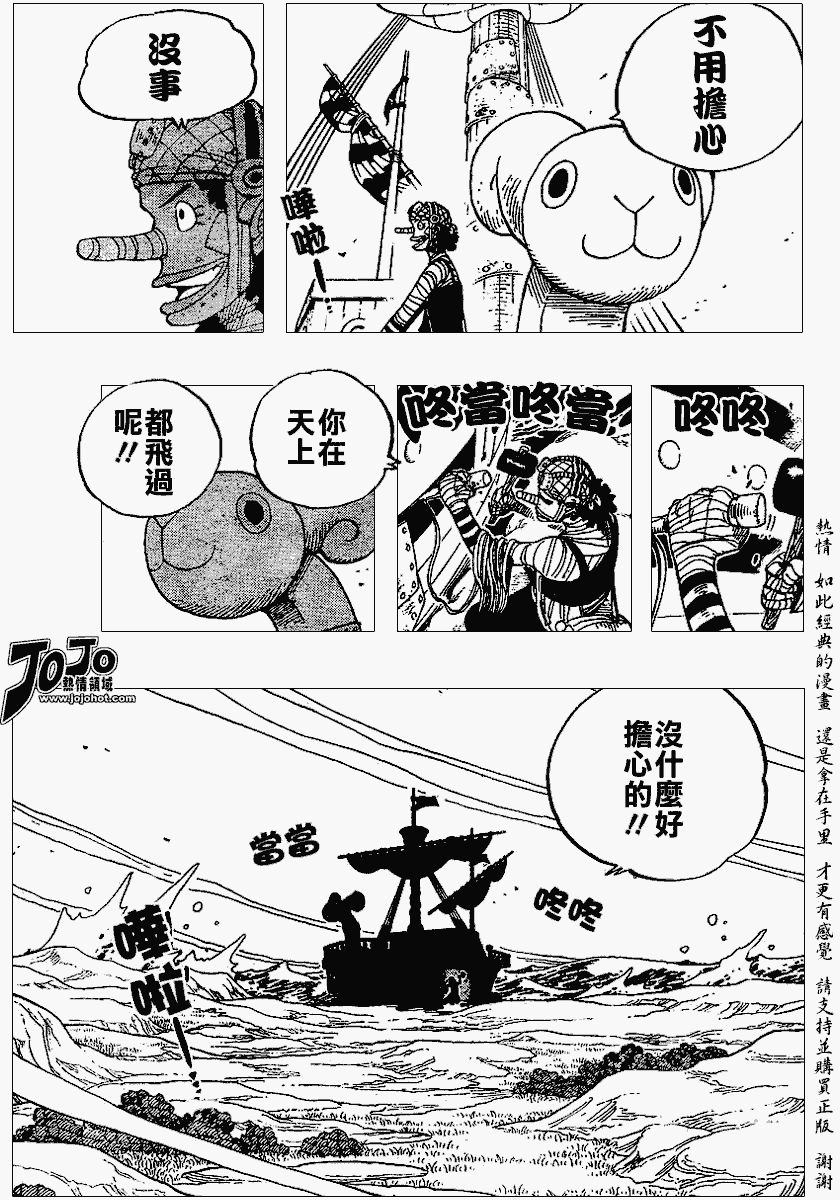 不用擔心
嘩啦
沒事
咚咚
咚當咚當
你在
天上
都飛過
呢!!
沒什麼好
擔心的!!
當當
咚咚
嘩啦
JOJO
熱情領域
www.jojohot.com
熱情 如此經典的漫畫 還是拿在手里 才更有感覺 請支持並購買正版 謝謝